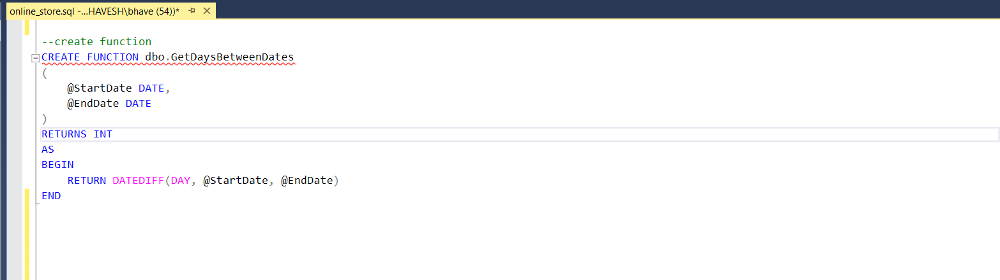 online_store.sql -...HAVESH\bhave (54))*
--create function
CREATE FUNCTION dbo.GetDaysBetweenDates
(
    @StartDate DATE,
    @EndDate DATE
)
RETURNS INT
AS
BEGIN
    RETURN DATEDIFF(DAY, @StartDate, @EndDate)
END